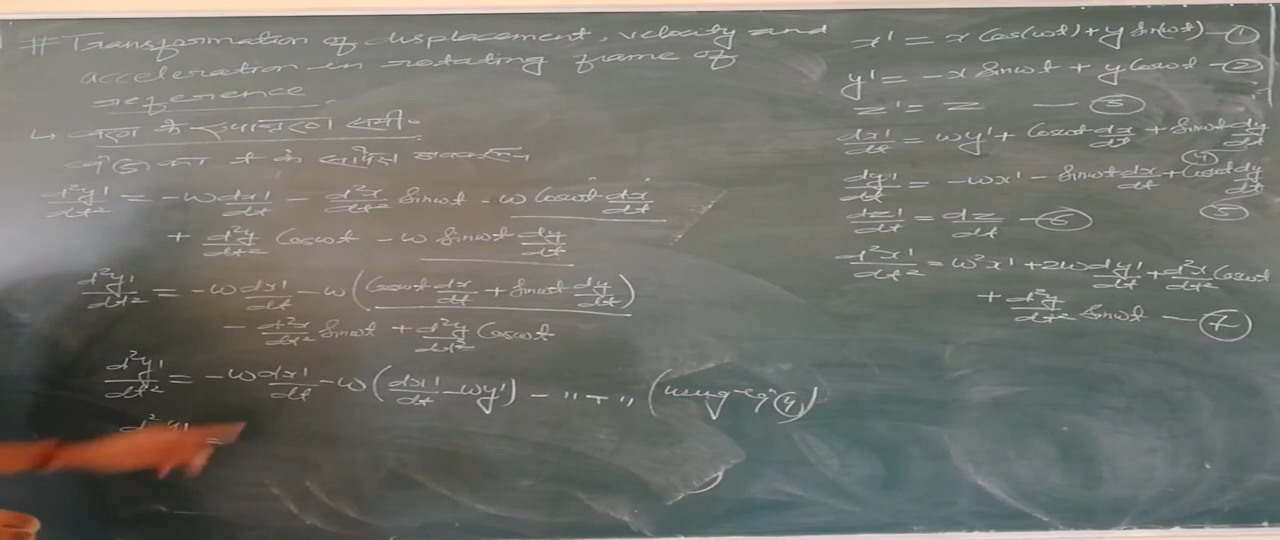 # Transformation of displacement, velocity and
acceleration in rotating frame of
reference
d²y'/dt² = -ω dx'/dt - d²x/dt² Sinωt - ω Cosωt dx/dt
+ d²y/dt² Cosωt - ω Sinωt dy/dt
d²y'/dt² = -ω dx'/dt - ω (Cosωt dx/dt + Sinωt dy/dt)
- d²x/dt² Sinωt + d²y/dt² Cosωt
d²y'/dt² = -ω dx'/dt - ω (dx'/dt - ωy') - " + " (using eqⁿ (4))
d²y' =
x' = x Cos(ωt) + y Sin(ωt) - (1)
y' = -x Sinωt + y Cosωt - (2)
z' = z - (3)
dx'/dt = ωy' + Cosωt dx/dt + Sinωt dy/dt (4)
dy'/dt = -ωx' - Sinωt dx/dt + Cosωt dy/dt (5)
dz'/dt = dz/dt - (6)
d²x'/dt² = ω²x' + 2ω dy'/dt + d²x/dt² Cosωt
+ d²y/dt² Sinωt - (7)